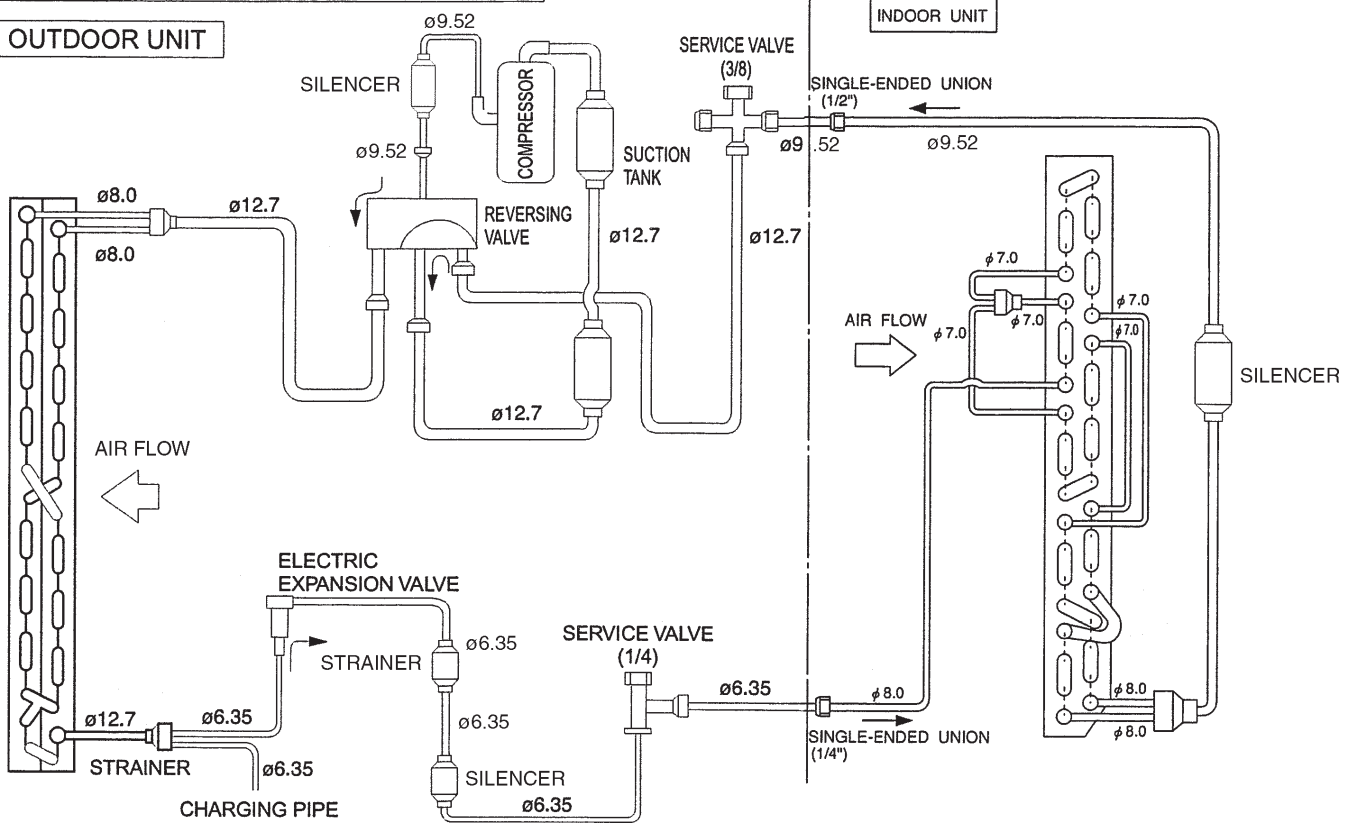 OUTDOOR UNIT
INDOOR UNIT
ø9.52
SILENCER
COMPRESSOR
SERVICE VALVE
(3/8)
SINGLE-ENDED UNION
(1/2")
ø9.52
SUCTION
TANK
ø9.52
ø9.52
ø8.0
ø12.7
ø8.0
REVERSING
VALVE
ø12.7
ø12.7
ϕ7.0
ϕ7.0
ϕ7.0
ϕ7.0
ϕ7.0
AIR FLOW
SILENCER
ø12.7
AIR FLOW
ELECTRIC
EXPANSION VALVE
ø6.35
STRAINER
SERVICE VALVE
(1/4)
ø6.35
ϕ8.0
ϕ8.0
ϕ8.0
ø12.7
ø6.35
ø6.35
STRAINER
ø6.35
SINGLE-ENDED UNION
(1/4")
SILENCER
ø6.35
CHARGING PIPE